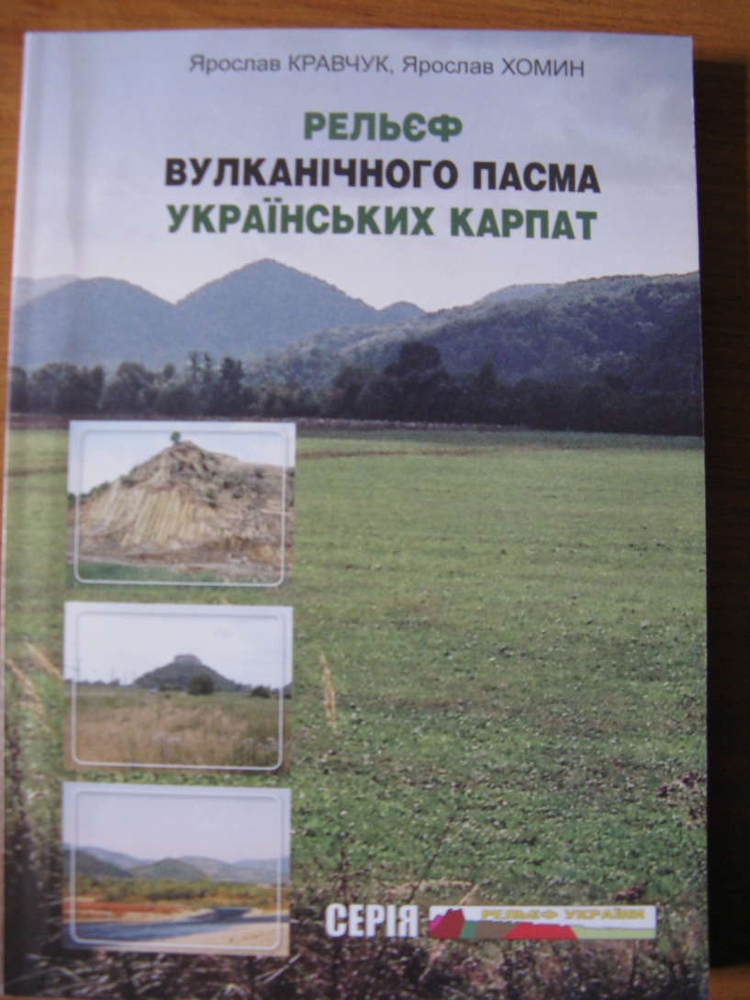 Ярослав КРАВЧУК, Ярослав ХОМИН
РЕЛЬЄФ
ВУЛКАНІЧНОГО ПАСМА
УКРАЇНСЬКИХ КАРПАТ
СЕРІЯ РЕЛЬЄФ УКРАЇНИ